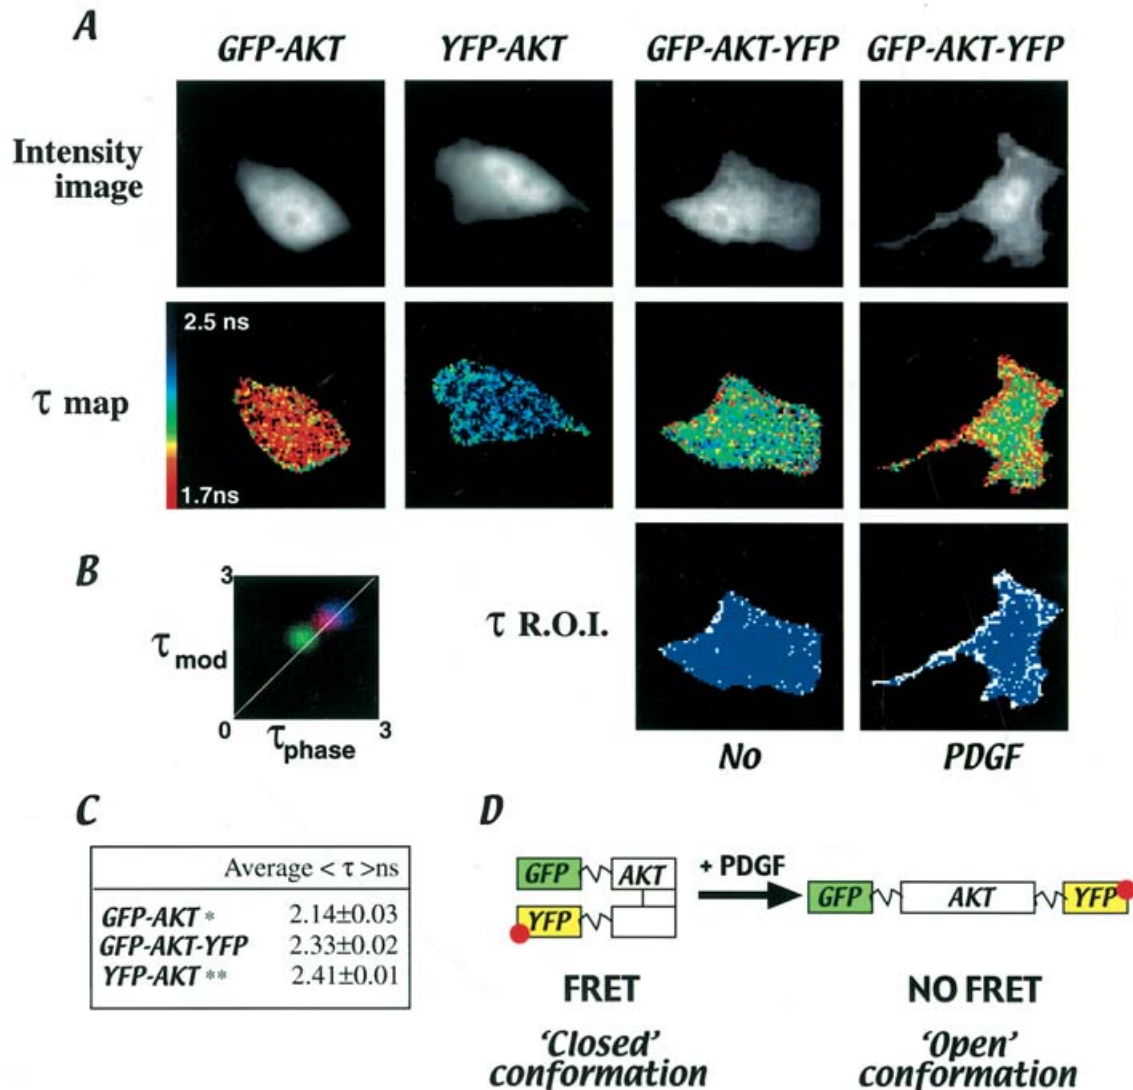 A
GFP-AKT YFP-AKT GFP-AKT-YFP GFP-AKT-YFP
Intensity
image
2.5 ns
τ map
1.7ns
B
3
τ mod
0 3
τ phase
τ R.O.I.
No PDGF
C
Average < τ >ns
GFP-AKT * 2.14±0.03
GFP-AKT-YFP 2.33±0.02
YFP-AKT ** 2.41±0.01
D
GFP AKT
YFP
+ PDGF
GFP AKT YFP
FRET NO FRET
'Closed' 'Open'
conformation conformation